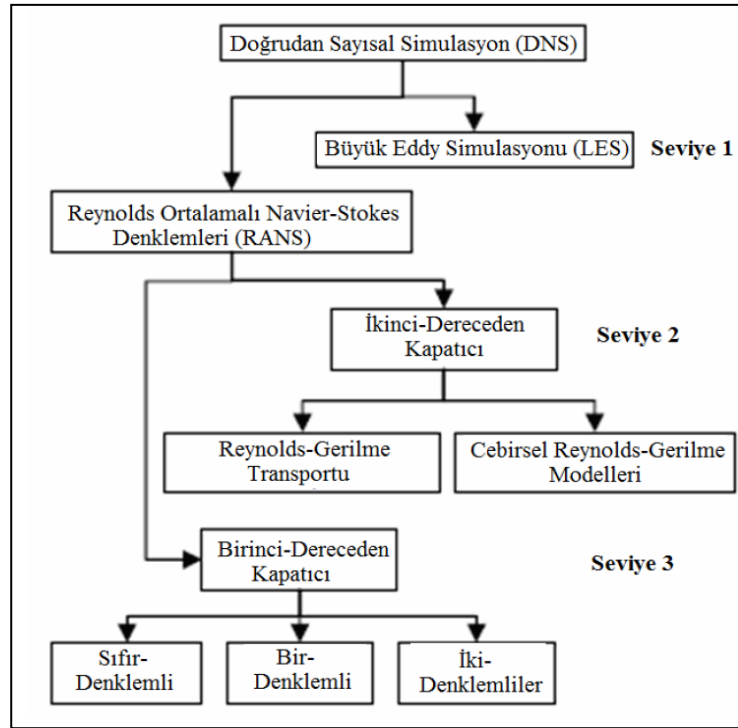 Doğrudan Sayısal Simulasyon (DNS)
Büyük Eddy Simulasyonu (LES) Seviye 1
Reynolds Ortalamalı Navier-Stokes
Denklemleri (RANS)
İkinci-Dereceden
Kapatıcı
Seviye 2
Reynolds-Gerilme
Transportu
Cebirsel Reynolds-Gerilme
Modelleri
Birinci-Dereceden
Kapatıcı
Seviye 3
Sıfır-
Denklemli
Bir-
Denklemli
İki-
Denklemliler